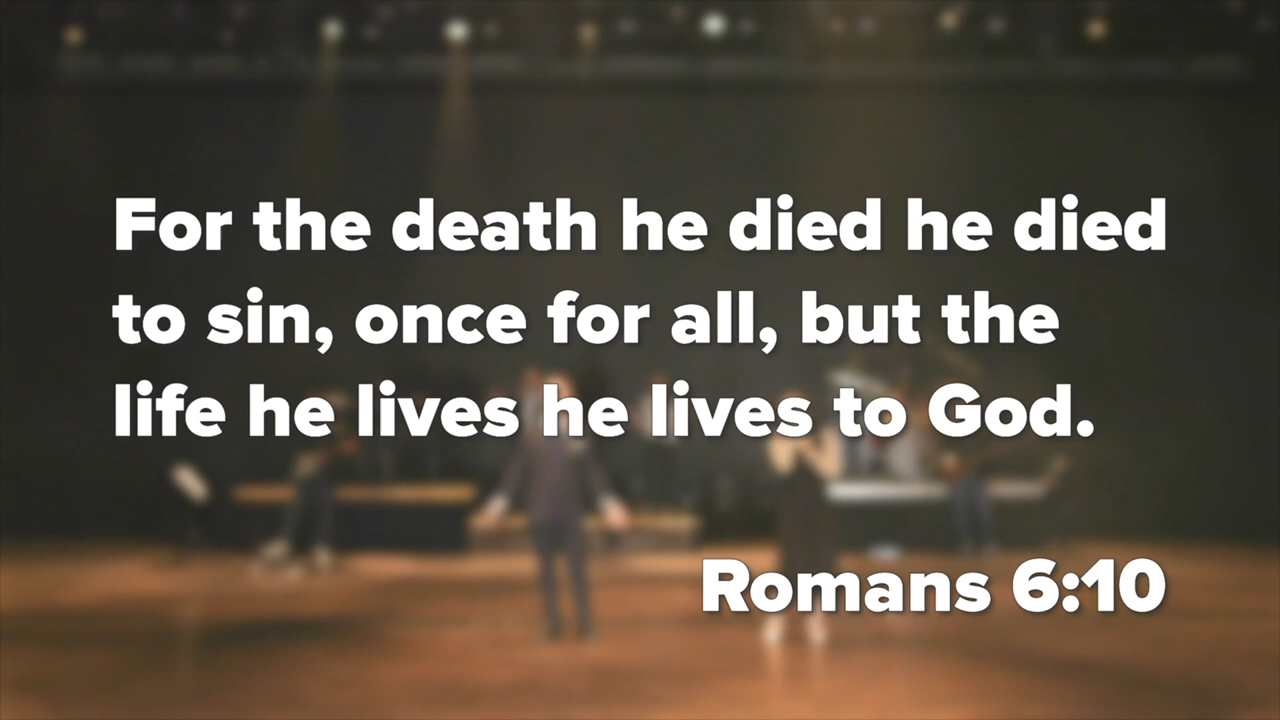 For the death he died he died
to sin, once for all, but the
life he lives he lives to God.
Romans 6:10